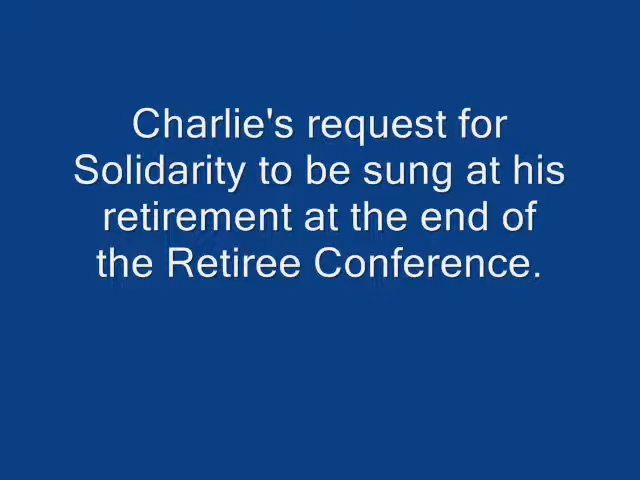 Charlie's request for
Solidarity to be sung at his
retirement at the end of
the Retiree Conference.